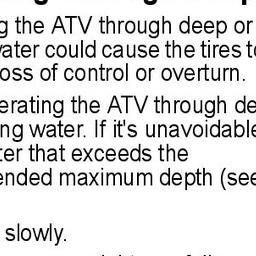 g the ATV through deep or
water could cause the tires to
oss of control or overturn.
erating the ATV through de
ng water. If it's unavoidable
ter that exceeds the
ended maximum depth (see
slowly.